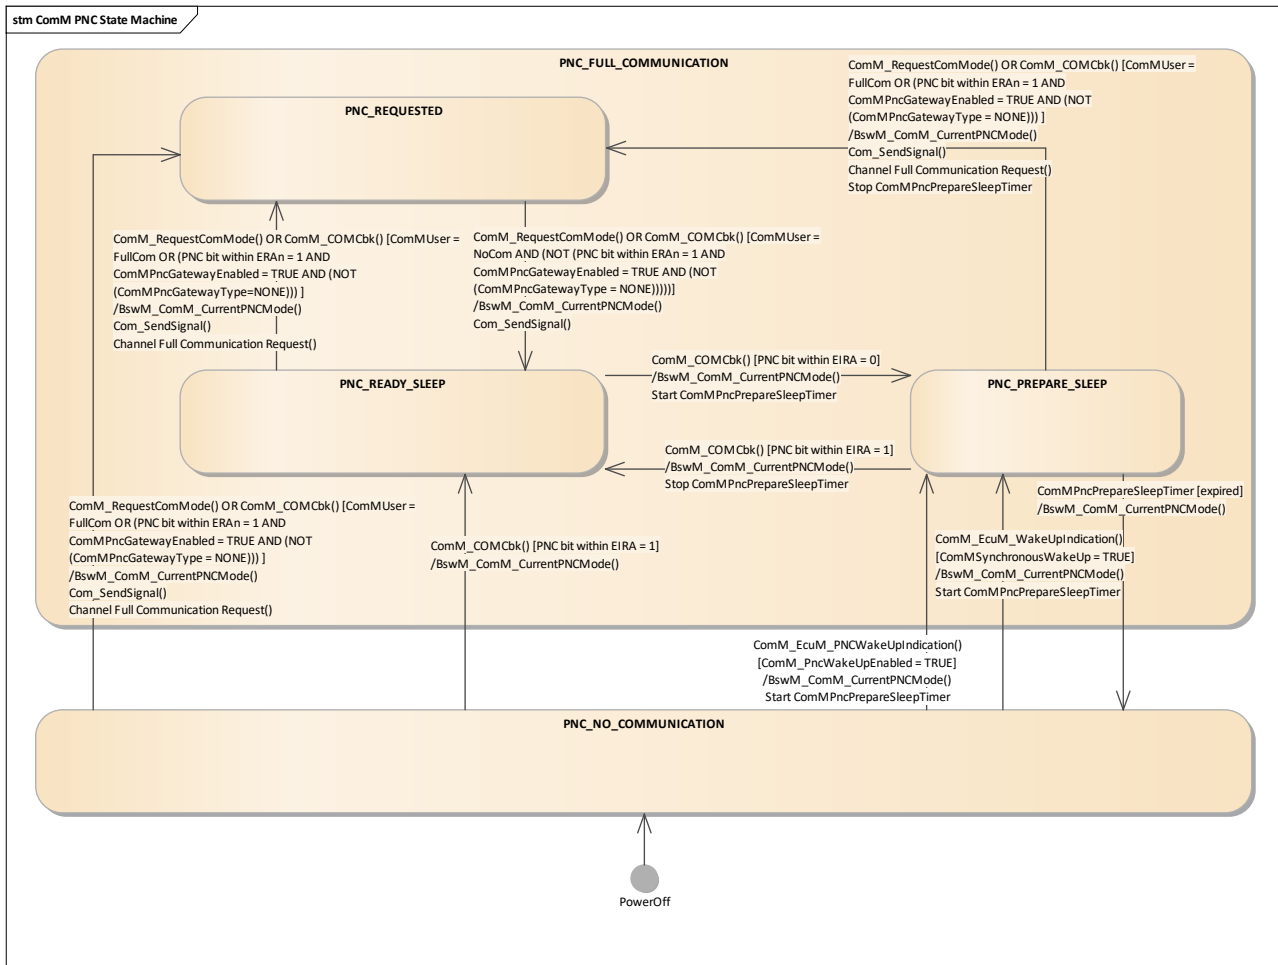 stm ComM PNC State Machine
PNC_FULL_COMMUNICATION
ComM_RequestComMode() OR ComM_COMCbk() [ComMUser =
FullCom OR (PNC bit within ERAn = 1 AND
ComMPncGatewayEnabled = TRUE AND (NOT
(ComMPncGatewayType = NONE))) ]
/BswM_ComM_CurrentPNCMode()
Com_SendSignal()
Channel Full Communication Request()
Stop ComMPncPrepareSleepTimer
PNC_REQUESTED
ComM_RequestComMode() OR ComM_COMCbk() [ComMUser =
FullCom OR (PNC bit within ERAn = 1 AND
ComMPncGatewayEnabled = TRUE AND (NOT
(ComMPncGatewayType=NONE))) ]
/BswM_ComM_CurrentPNCMode()
Com_SendSignal()
Channel Full Communication Request()
ComM_RequestComMode() OR ComM_COMCbk() [ComMUser =
NoCom AND (NOT (PNC bit within ERAn = 1 AND
ComMPncGatewayEnabled = TRUE AND (NOT
(ComMPncGatewayType = NONE)))))]
/BswM_ComM_CurrentPNCMode()
Com_SendSignal()
PNC_READY_SLEEP
ComM_COMCbk() [PNC bit within EIRA = 0]
/BswM_ComM_CurrentPNCMode()
Start ComMPncPrepareSleepTimer
PNC_PREPARE_SLEEP
ComM_COMCbk() [PNC bit within EIRA = 1]
/BswM_ComM_CurrentPNCMode()
Stop ComMPncPrepareSleepTimer
ComM_RequestComMode() OR ComM_COMCbk() [ComMUser =
FullCom OR (PNC bit within ERAn = 1 AND
ComMPncGatewayEnabled = TRUE AND (NOT
(ComMPncGatewayType = NONE))) ]
/BswM_ComM_CurrentPNCMode()
Com_SendSignal()
Channel Full Communication Request()
ComM_COMCbk() [PNC bit within EIRA = 1]
/BswM_ComM_CurrentPNCMode()
ComMPncPrepareSleepTimer [expired]
/BswM_ComM_CurrentPNCMode()
ComM_EcuM_WakeUpIndication()
[ComMSynchronousWakeUp = TRUE]
/BswM_ComM_CurrentPNCMode()
Start ComMPncPrepareSleepTimer
ComM_EcuM_PNCWakeUpIndication()
[ComM_PncWakeUpEnabled = TRUE]
/BswM_ComM_CurrentPNCMode()
Start ComMPncPrepareSleepTimer
PNC_NO_COMMUNICATION
PowerOff